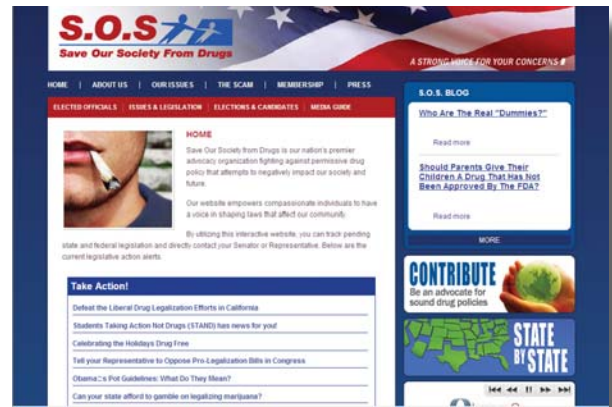 S.O.S
Save Our Society From Drugs
A STRONG VOICE FOR YOUR CONCERNS
HOME | ABOUT US | OUR ISSUES | THE SCAM | MEMBERSHIP | PRESS
ELECTED OFFICIALS | ISSUES & LEGISLATION | ELECTIONS & CANDIDATES | MEDIA GUIDE
HOME
Save Our Society from Drugs is our nation's premier
advocacy organization fighting against permissive drug
policy that attempts to negatively impact our society and
future.
Our website empowers compassionate individuals to have
a voice in shaping laws that affect our community.
By utilizing this interactive website, you can track pending
state and federal legislation and directly contact your Senator or Representative. Below are the
current legislative action alerts.
Take Action!
Defeat the Liberal Drug Legalization Efforts in California
Students Taking Action Not Drugs (STAND) has news for you!
Celebrating the Holidays Drug Free
Tell your Representative to Oppose Pro-Legalization Bills in Congress
Obama's Pot Guidelines: What Do They Mean?
Can your state afford to gamble on legalizing marijuana?
S.O.S. BLOG
Who Are The Real "Dummies?"
Read more
Should Parents Give Their
Children A Drug That Has Not
Been Approved By The FDA?
Read more
MORE
CONTRIBUTE
Be an advocate for
sound drug policies
STATE
BY STATE